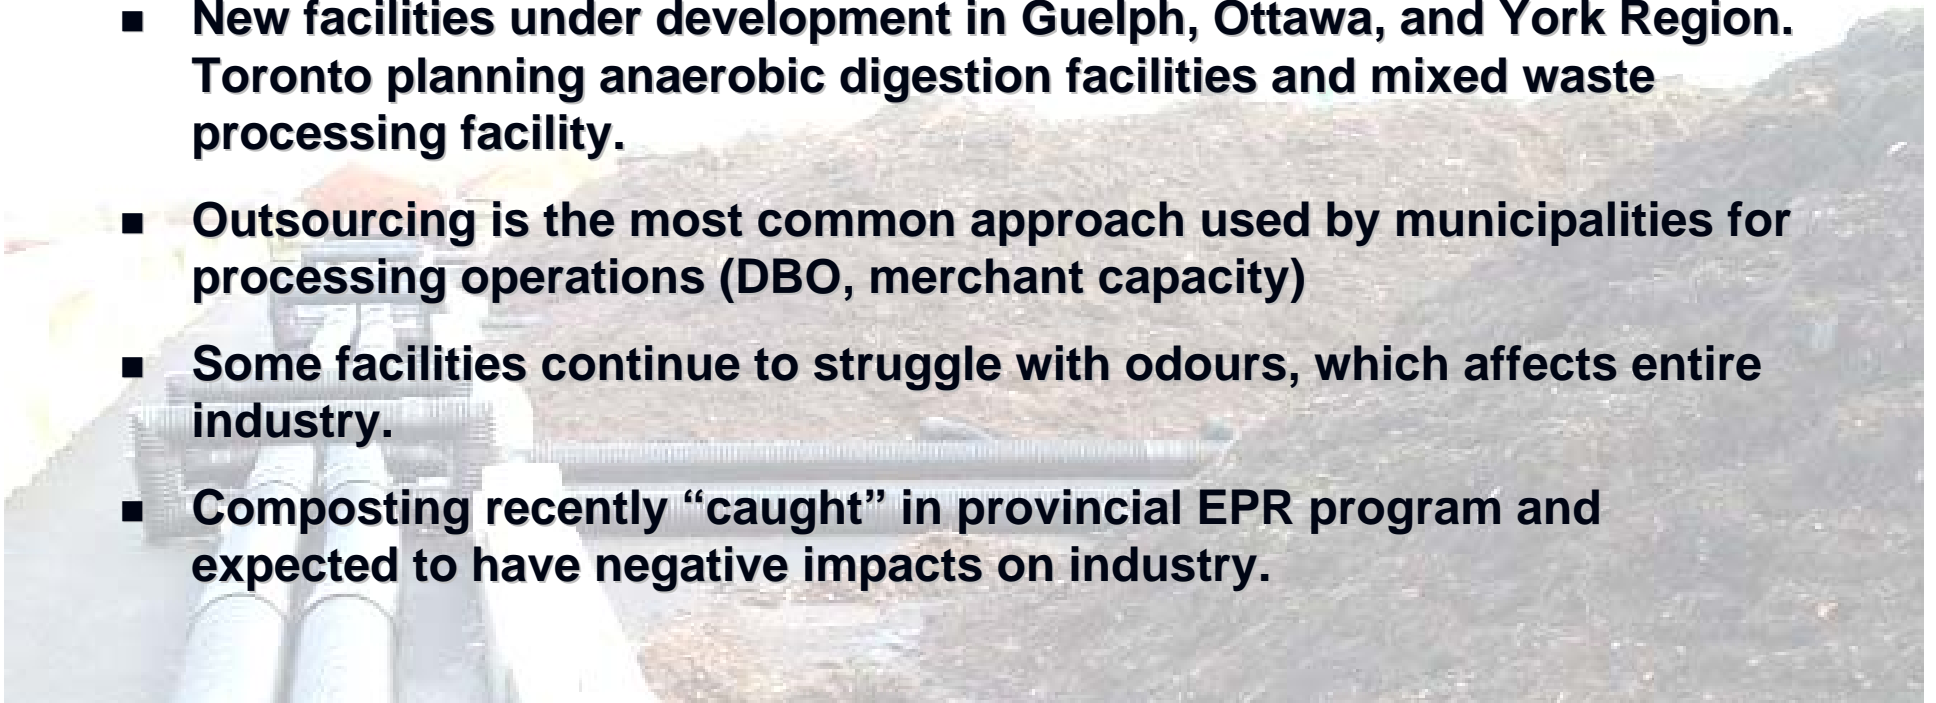 ■ New facilities under development in Guelph, Ottawa, and York Region.
Toronto planning anaerobic digestion facilities and mixed waste
processing facility.
■ Outsourcing is the most common approach used by municipalities for
processing operations (DBO, merchant capacity)
■ Some facilities continue to struggle with odours, which affects entire
industry.
■ Composting recently “caught” in provincial EPR program and
expected to have negative impacts on industry.